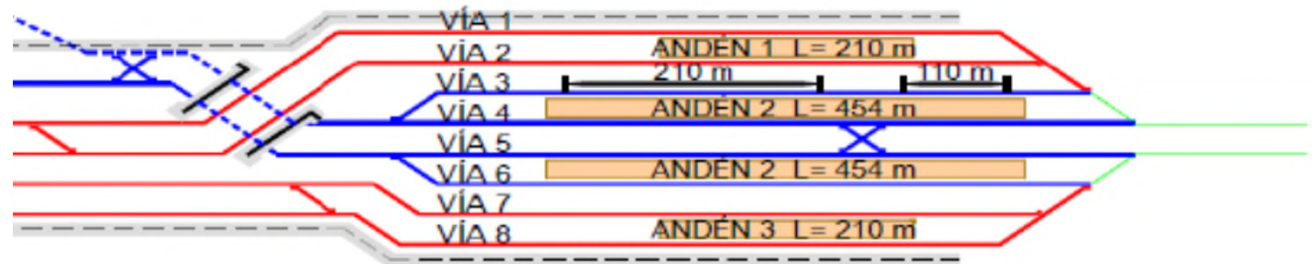 VÍA 1
ANDÉN 1 L= 210 m
VÍA 2
210 m
110 m
VÍA 3
ANDÉN 2 L= 454 m
VÍA 4
VÍA 5
ANDÉN 2 L= 454 m
VÍA 6
VÍA 7
ANDÉN 3 L= 210 m
VÍA 8